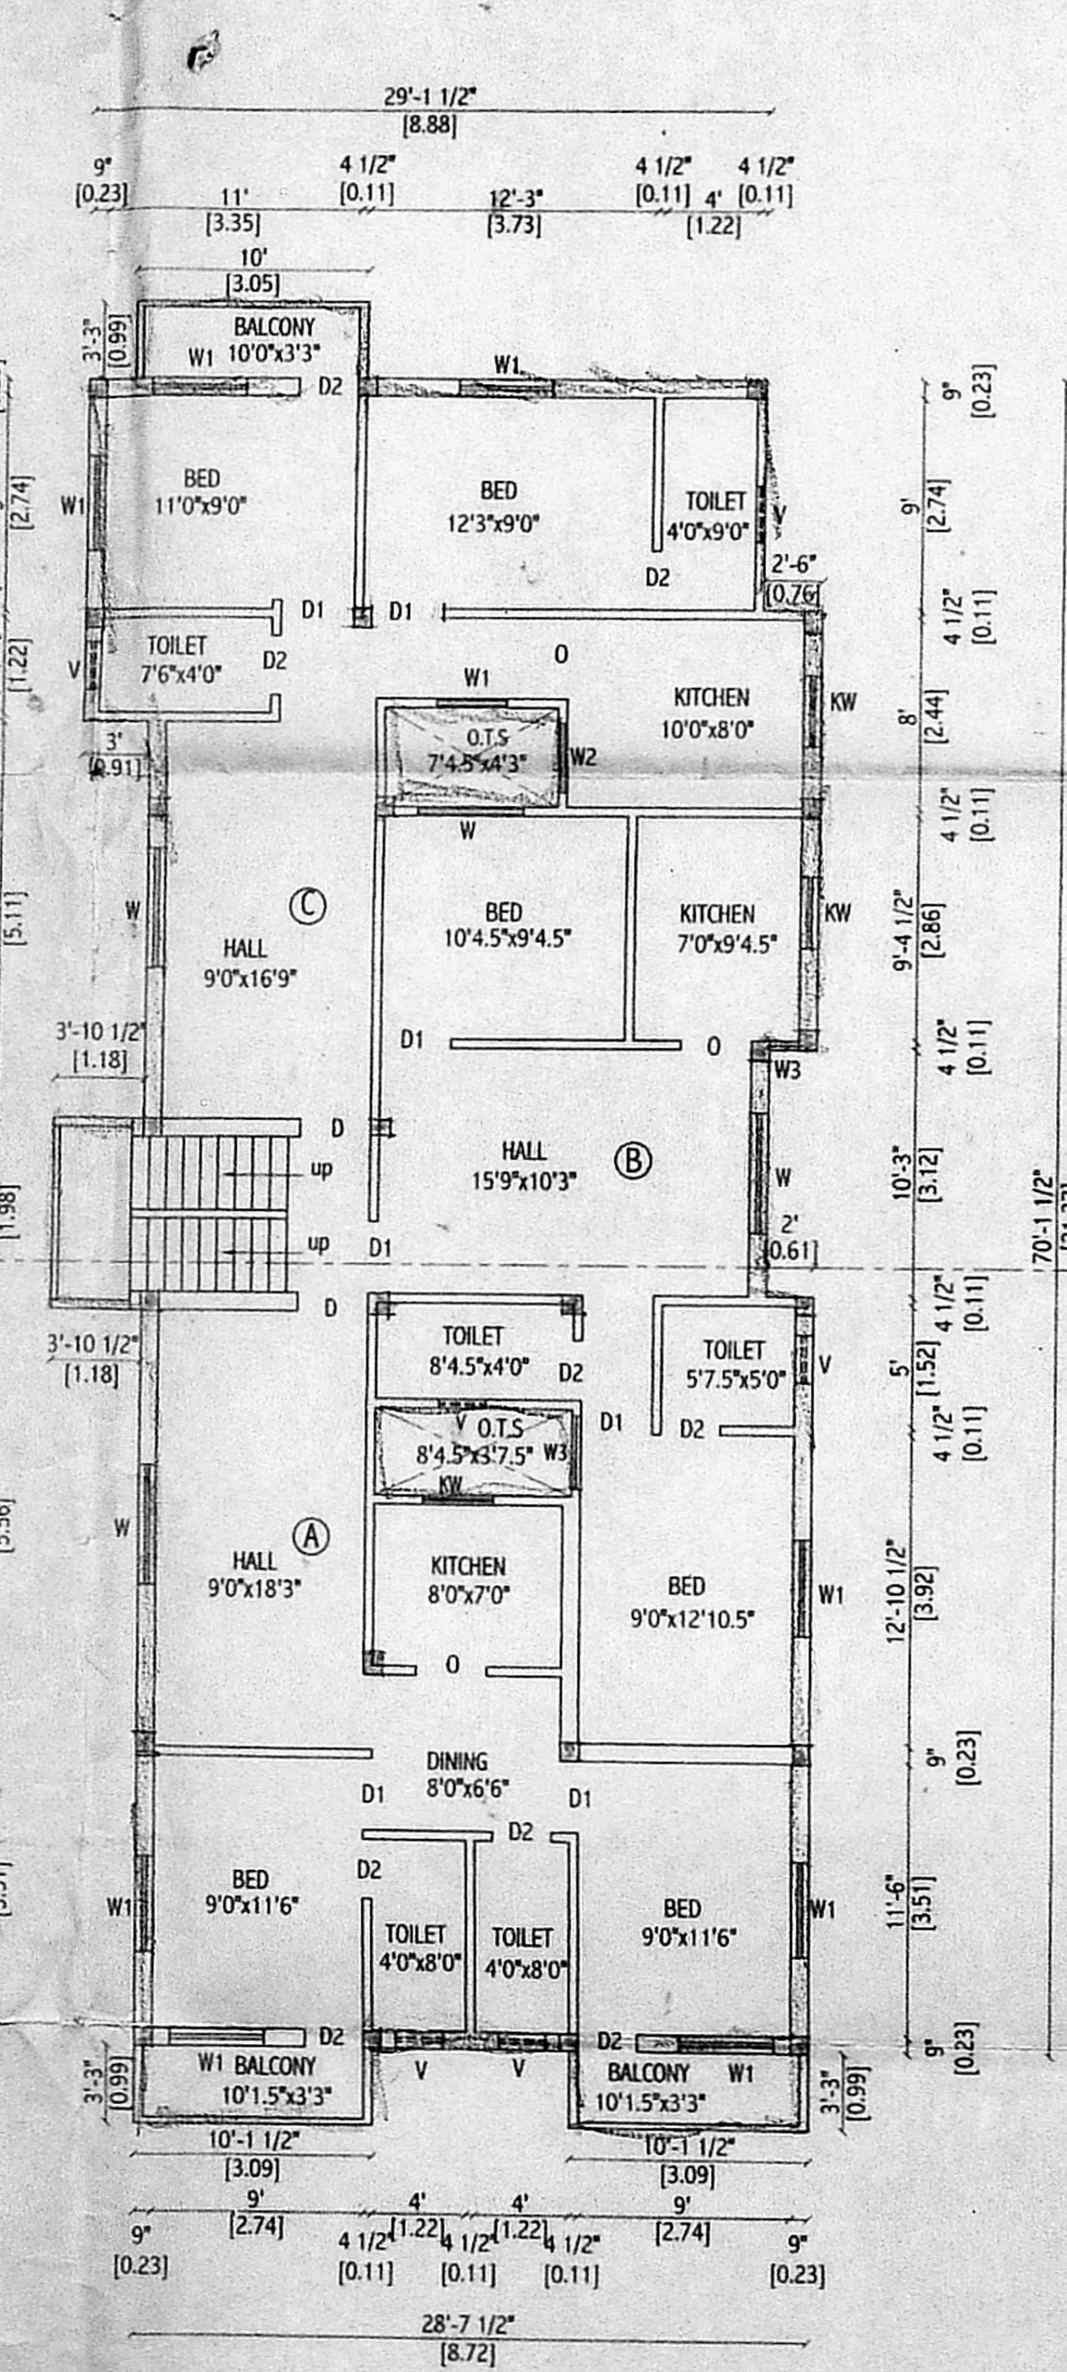 29'-1 1/2"
[8.88]
9"
[0.23]
11'
[3.35]
4 1/2"
[0.11]
12'-3"
[3.73]
4 1/2"
[0.11]
4'
[1.22]
4 1/2"
[0.11]
10'
[3.05]
3'-3"
[0.99]
BALCONY
10'0"x3'3"
W1
D2
W1
9"
[0.23]
[2.74]
W1
BED
11'0"x9'0"
BED
12'3"x9'0"
TOILET
4'0"x9'0"
V
9'
[2.74]
D2
2'-6"
[0.76]
D1
D1
4 1/2"
[0.11]
[1.22]
V
TOILET
7'6"x4'0"
D2
O
W1
KITCHEN
10'0"x8'0"
KW
8'
[2.44]
3'
[0.91]
O.T.S
7'4.5"x4'3"
W2
W
4 1/2"
[0.11]
[5.11]
W
C
HALL
9'0"x16'9"
BED
10'4.5"x9'4.5"
KITCHEN
7'0"x9'4.5"
KW
9'-4 1/2"
[2.86]
3'-10 1/2"
[1.18]
D1
O
4 1/2"
[0.11]
W3
D
up
HALL
15'9"x10'3"
B
W
10'-3"
[3.12]
70'-1 1/2"
[1.98]
up
D1
2'
[0.61]
D
4 1/2"
[0.11]
3'-10 1/2"
[1.18]
TOILET
8'4.5"x4'0"
D2
TOILET
5'7.5"x5'0"
V
5'
[1.52]
D1
D2
4 1/2"
[0.11]
V
O.T.S
8'4.5"x3'7.5"
W3
KW
W
A
HALL
9'0"x18'3"
KITCHEN
8'0"x7'0"
BED
9'0"x12'10.5"
W1
12'-10 1/2"
[3.92]
O
DINING
8'0"x6'6"
9"
[0.23]
D1
D1
D2
D2
W1
BED
9'0"x11'6"
TOILET
4'0"x8'0"
TOILET
4'0"x8'0"
BED
9'0"x11'6"
W1
11'-6"
[3.51]
D2
D2
9"
[0.23]
3'-3"
[0.99]
W1
BALCONY
10'1.5"x3'3"
V
V
BALCONY
10'1.5"x3'3"
W1
3'-3"
[0.99]
10'-1 1/2"
[3.09]
10'-1 1/2"
[3.09]
9"
[0.23]
9'
[2.74]
4 1/2"
[0.11]
4'
[1.22]
4 1/2"
[0.11]
4'
[1.22]
4 1/2"
[0.11]
9'
[2.74]
9"
[0.23]
28'-7 1/2"
[8.72]